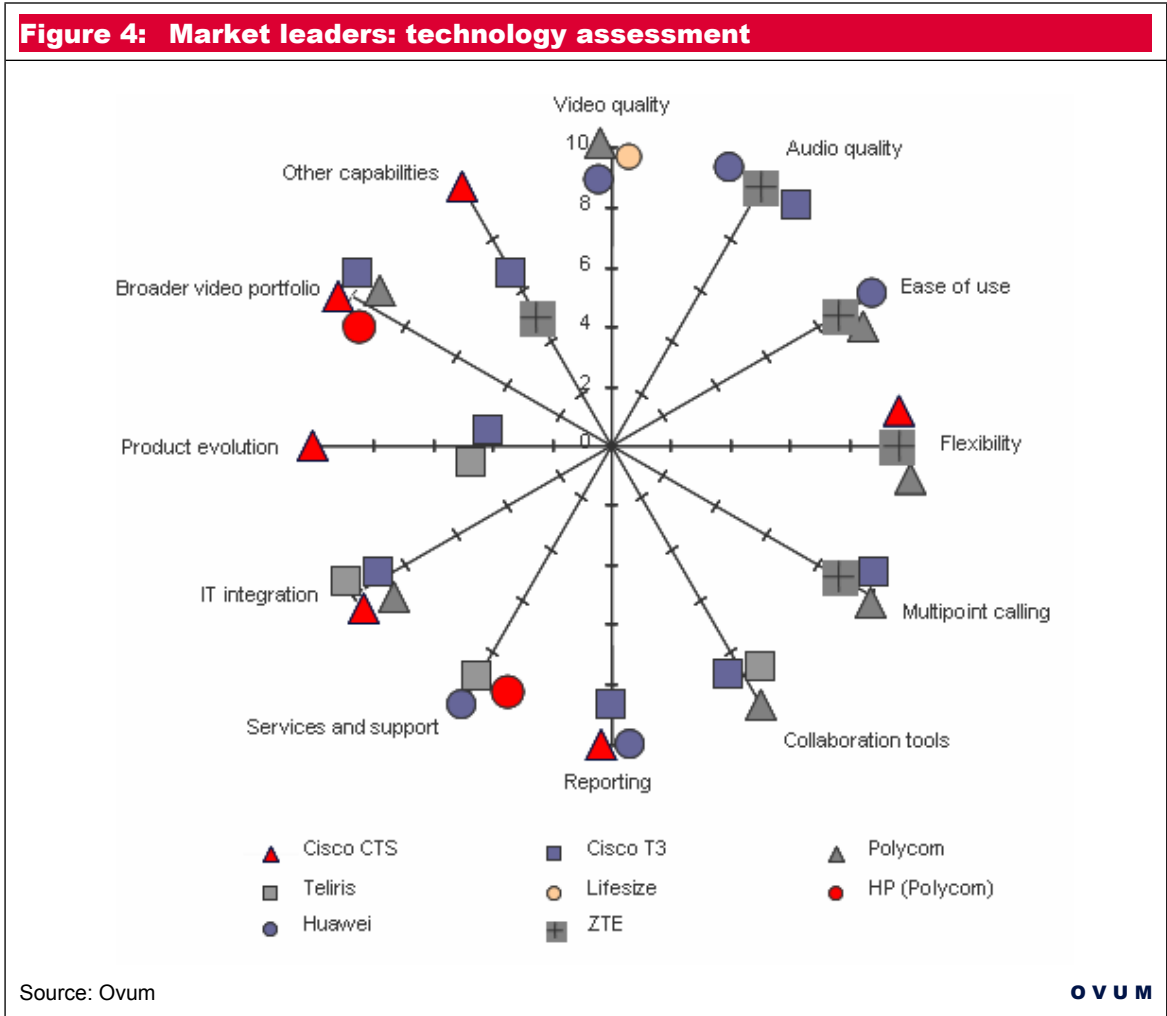 Figure 4: Market leaders: technology assessment
Video quality
10
Audio quality
Other capabilities
8
6
Ease of use
Broader video portfolio
4
2
Product evolution
0
Flexibility
IT integration
Multipoint calling
Services and support
Collaboration tools
Reporting
Cisco CTS
Cisco T3
Polycom
Teliris
Lifesize
HP (Polycom)
Huawei
ZTE
Source: Ovum
OVUM